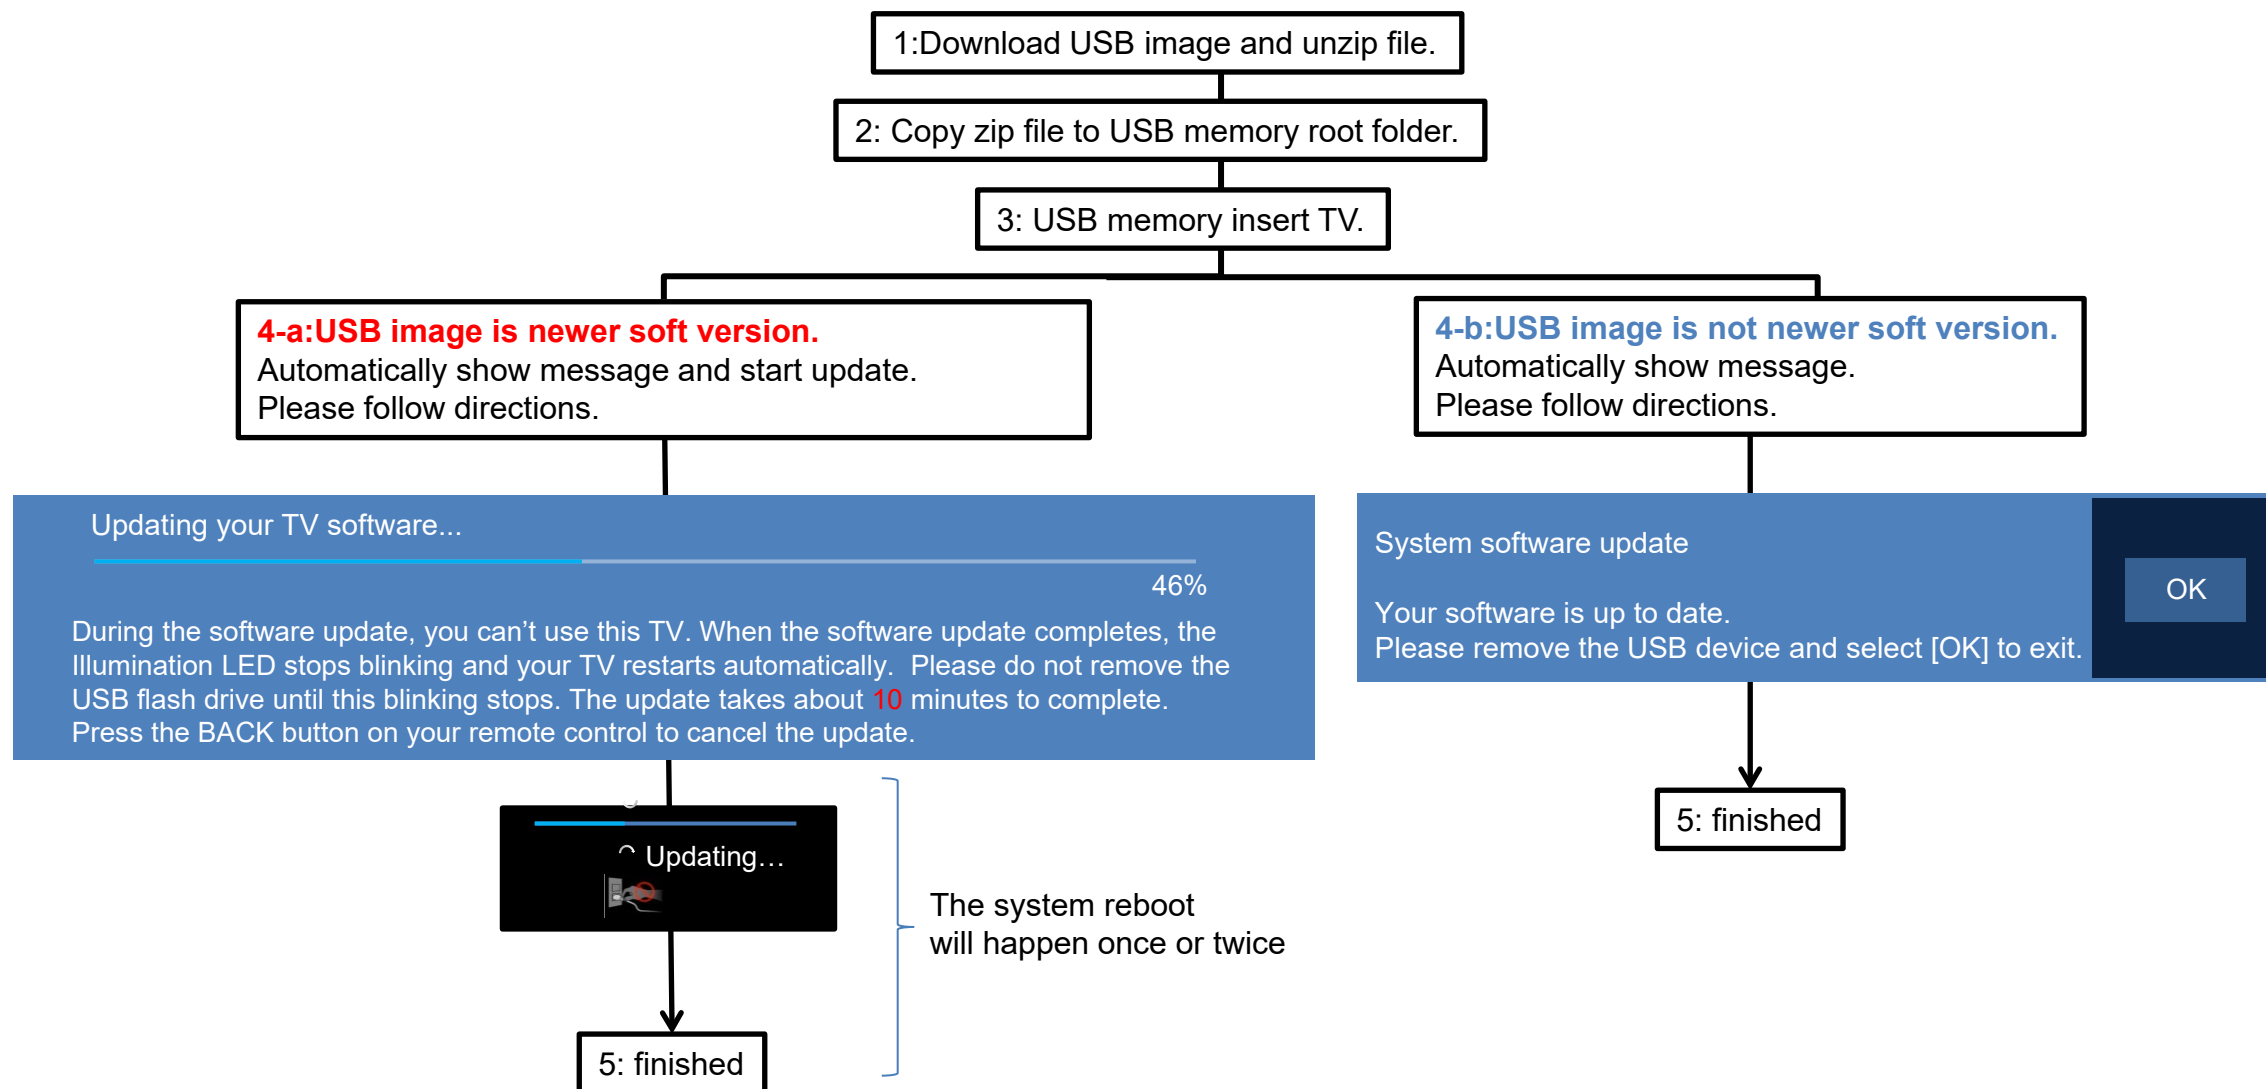 1:Download USB image and unzip file.
2: Copy zip file to USB memory root folder.
3: USB memory insert TV.
4-a:USB image is newer soft version.
Automatically show message and start update.
Please follow directions.
4-b:USB image is not newer soft version.
Automatically show message.
Please follow directions.
Updating your TV software...
46%
During the software update, you can’t use this TV. When the software update completes, the
Illumination LED stops blinking and your TV restarts automatically.  Please do not remove the
USB flash drive until this blinking stops. The update takes about 10 minutes to complete.
Press the BACK button on your remote control to cancel the update.
System software update
Your software is up to date.
Please remove the USB device and select [OK] to exit.
OK
Updating…
The system reboot
will happen once or twice
5: finished
5: finished